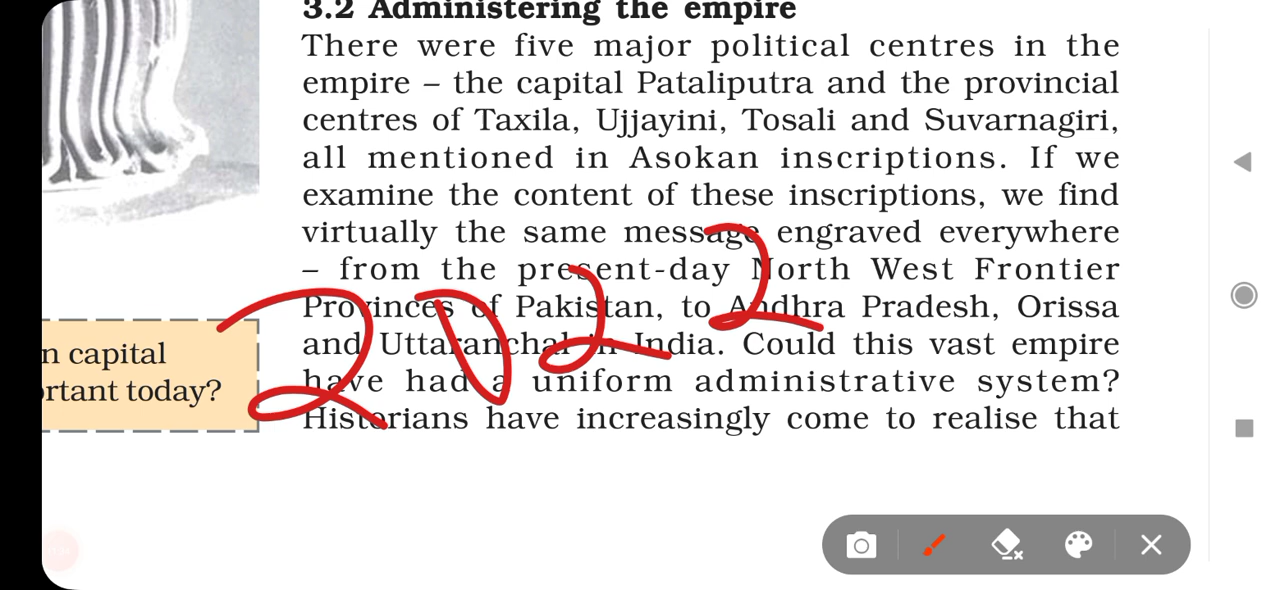 3.2 Administering the empire
There were five major political centres in the
empire – the capital Pataliputra and the provincial
centres of Taxila, Ujjayini, Tosali and Suvarnagiri,
all mentioned in Asokan inscriptions. If we
examine the content of these inscriptions, we find
virtually the same message engraved everywhere
– from the present-day North West Frontier
Provinces of Pakistan, to Andhra Pradesh, Orissa
and Uttaranchal in India. Could this vast empire
have had a uniform administrative system?
Historians have increasingly come to realise that
n capital
ortant today?
2022